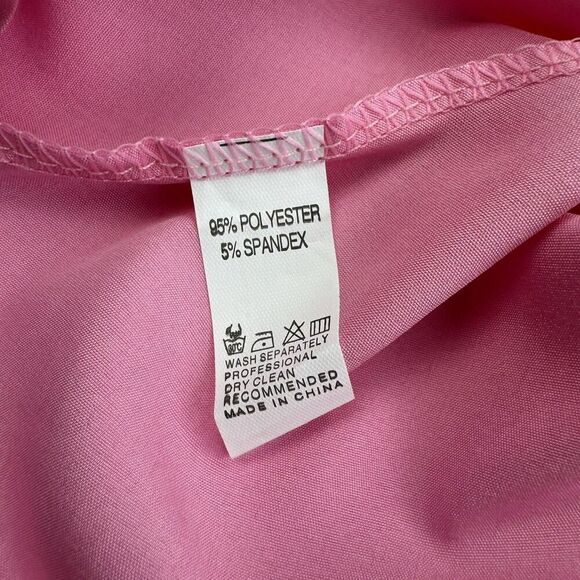 95% POLYESTER
5% SPANDEX
WASH SEPARATELY
PROFESSIONAL
DRY CLEAN
RECOMMENDED
MADE IN CHINA